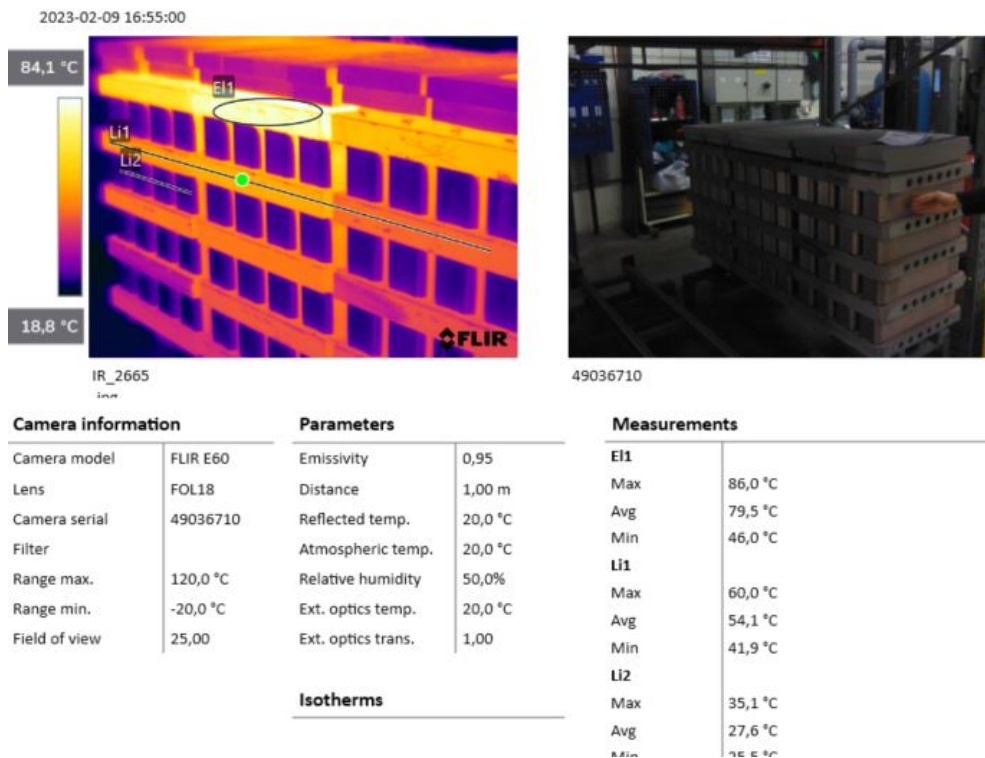 2023-02-09 16:55:00
84,1 °C
El1
Li1
Li2
18,8 °C
FLIR
IR_2665
49036710
Camera information
Camera model FLIR E60
Lens FOL18
Camera serial 49036710
Filter
Range max. 120,0 °C
Range min. -20,0 °C
Field of view 25,00
Parameters
Emissivity 0,95
Distance 1,00 m
Reflected temp. 20,0 °C
Atmospheric temp. 20,0 °C
Relative humidity 50,0%
Ext. optics temp. 20,0 °C
Ext. optics trans. 1,00
Isotherms
Measurements
El1
Max 86,0 °C
Avg 79,5 °C
Min 46,0 °C
Li1
Max 60,0 °C
Avg 54,1 °C
Min 41,9 °C
Li2
Max 35,1 °C
Avg 27,6 °C
Min 25,5 °C